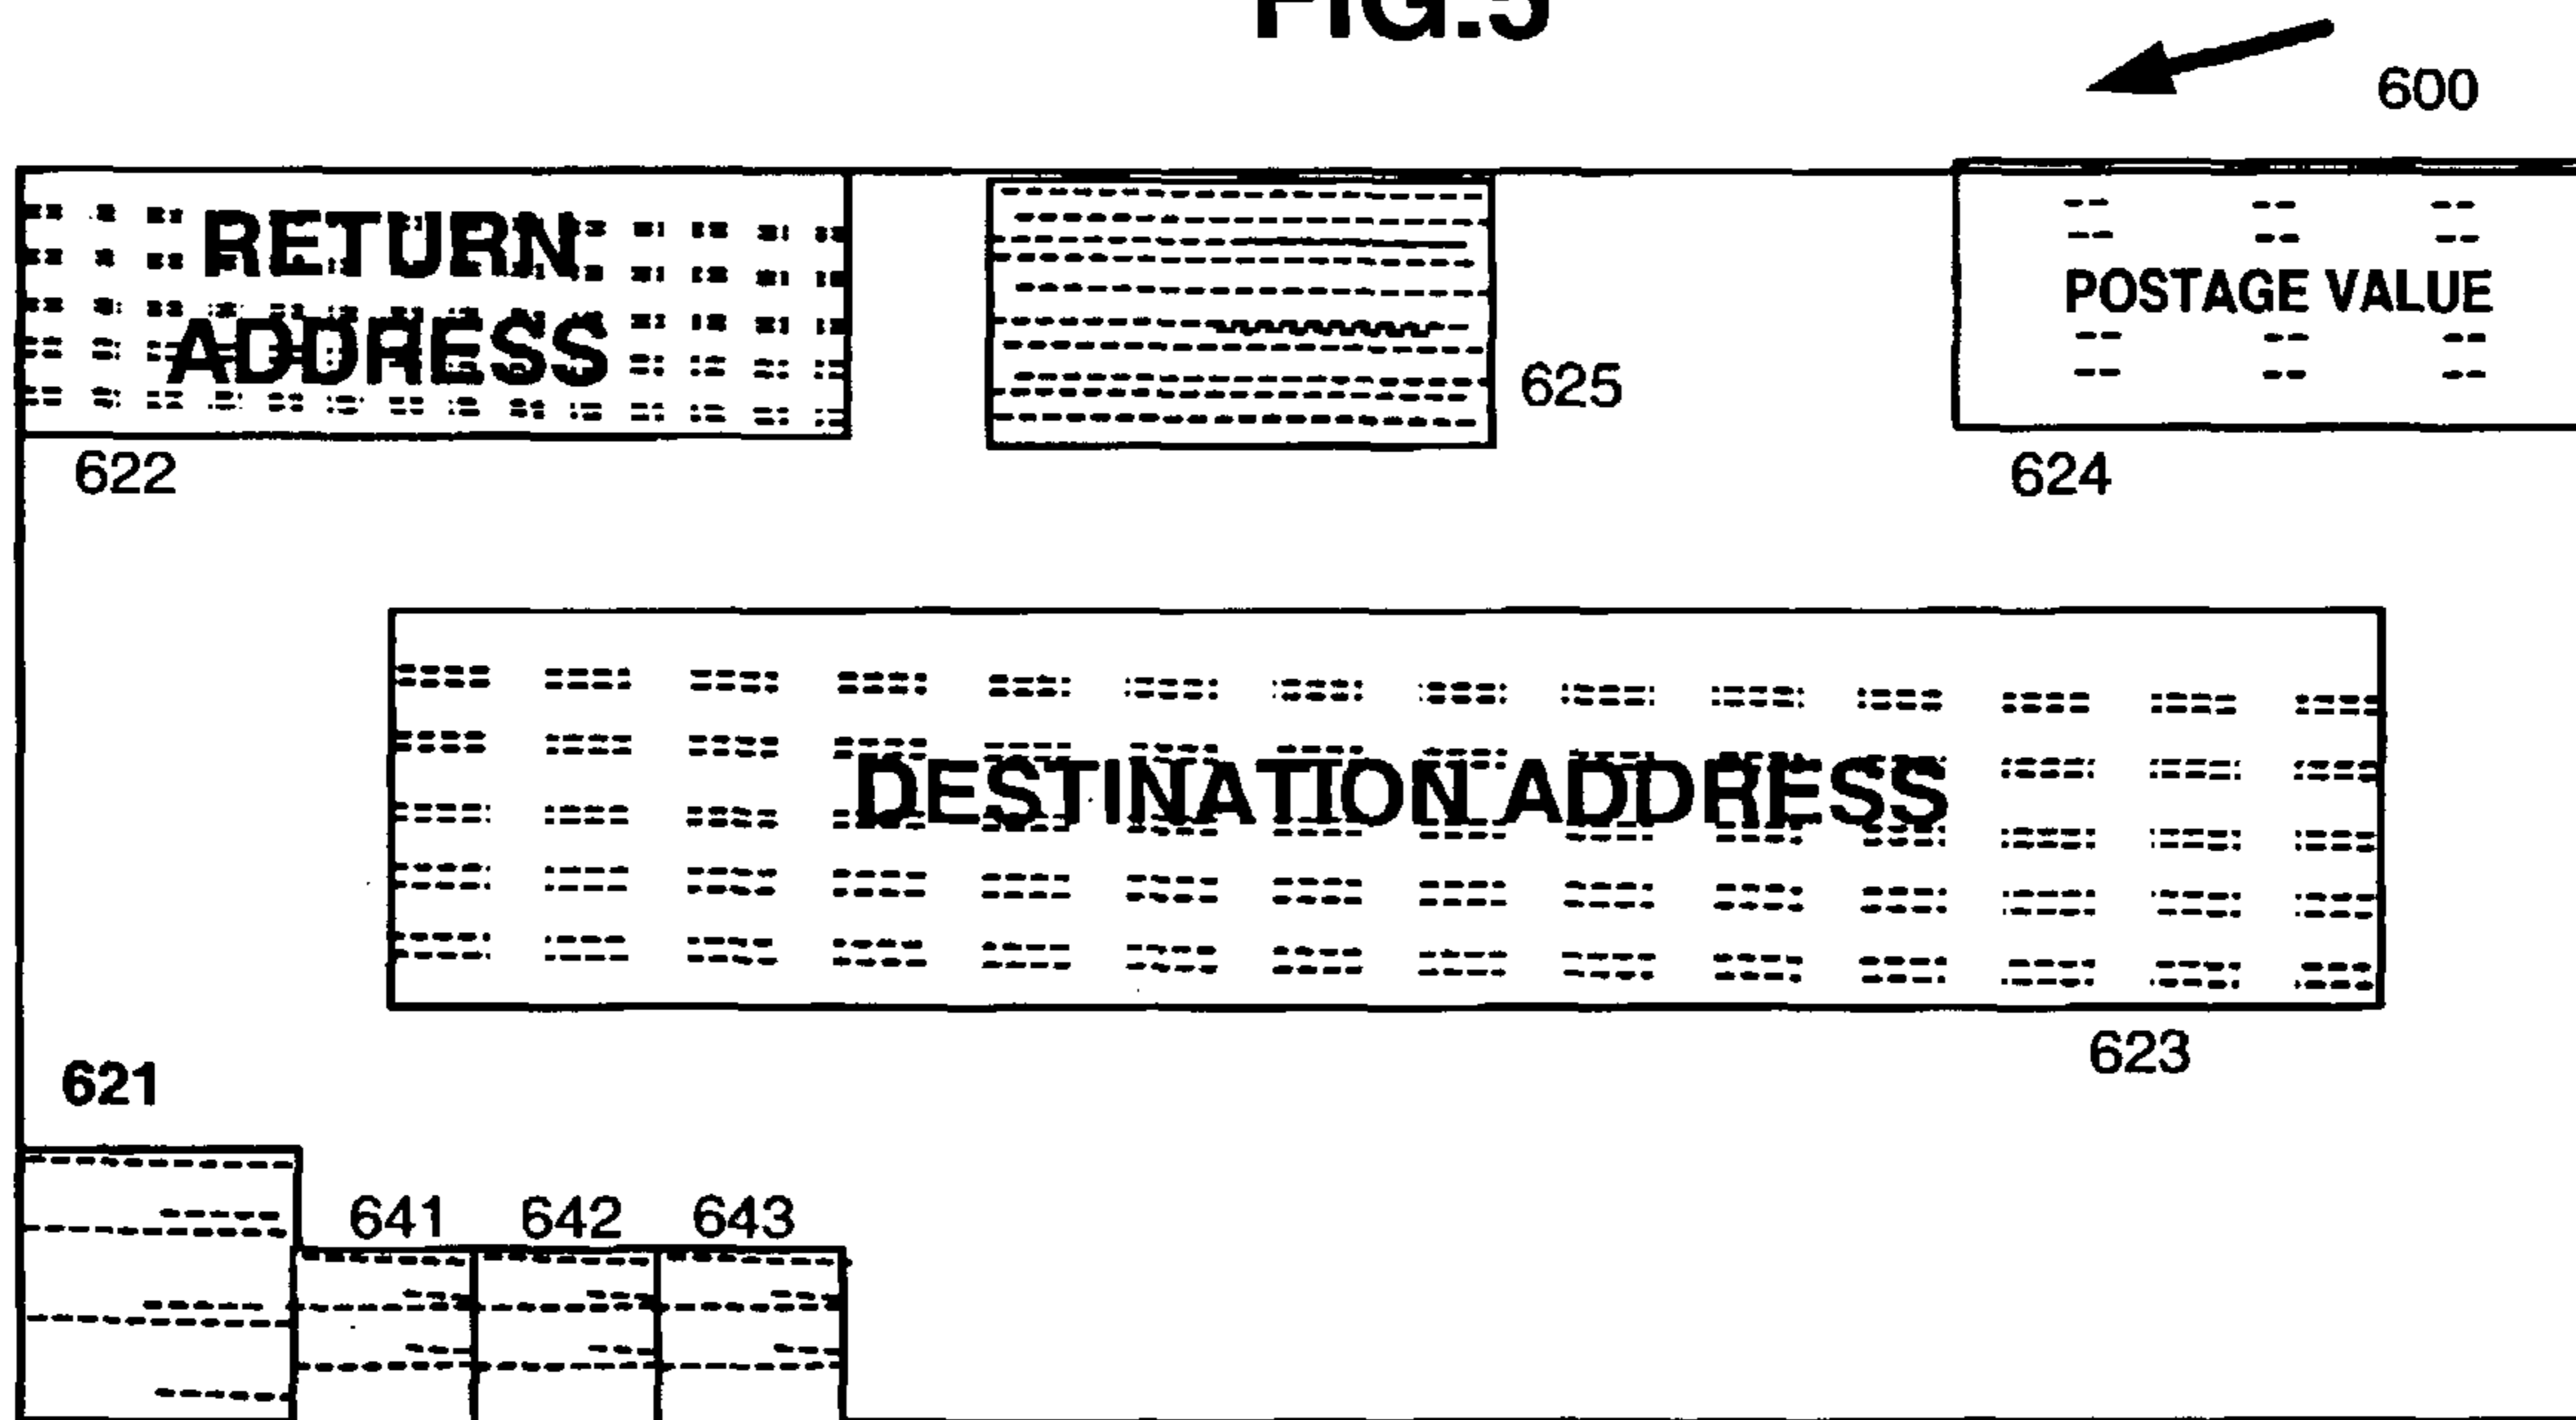 FIG.5
600
RETURN
ADDRESS
POSTAGE VALUE
625
622
624
DESTINATION ADDRESS
623
621
641 642 643